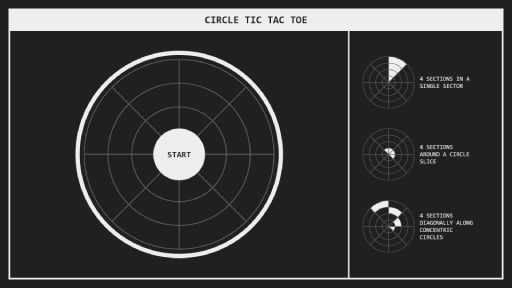 CIRCLE TIC TAC TOE
START
4 SECTIONS IN A
SINGLE SECTOR
4 SECTIONS
AROUND A CIRCLE
SLICE
4 SECTIONS
DIAGONALLY ALONG
CONCENTRIC
CIRCLES